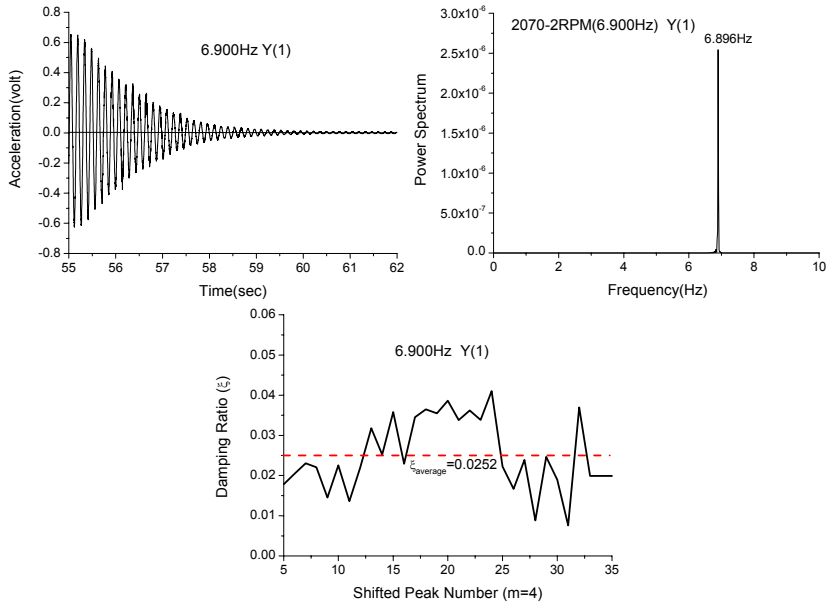 6.900Hz Y(1)
Acceleration(volt)
0.8
0.6
0.4
0.2
0.0
-0.2
-0.4
-0.6
-0.8
55 56 57 58 59 60 61 62
Time(sec)
2070-2RPM(6.900Hz) Y(1)
6.896Hz
Power Spectrum
3.0x10⁻⁶
2.5x10⁻⁶
2.0x10⁻⁶
1.5x10⁻⁶
1.0x10⁻⁶
5.0x10⁻⁷
0.0
0 2 4 6 8 10
Frequency(Hz)
6.900Hz Y(1)
Damping Ratio (ξ)
0.06
0.05
0.04
0.03
0.02
0.01
0.00
ξaverage=0.0252
5 10 15 20 25 30 35
Shifted Peak Number (m=4)